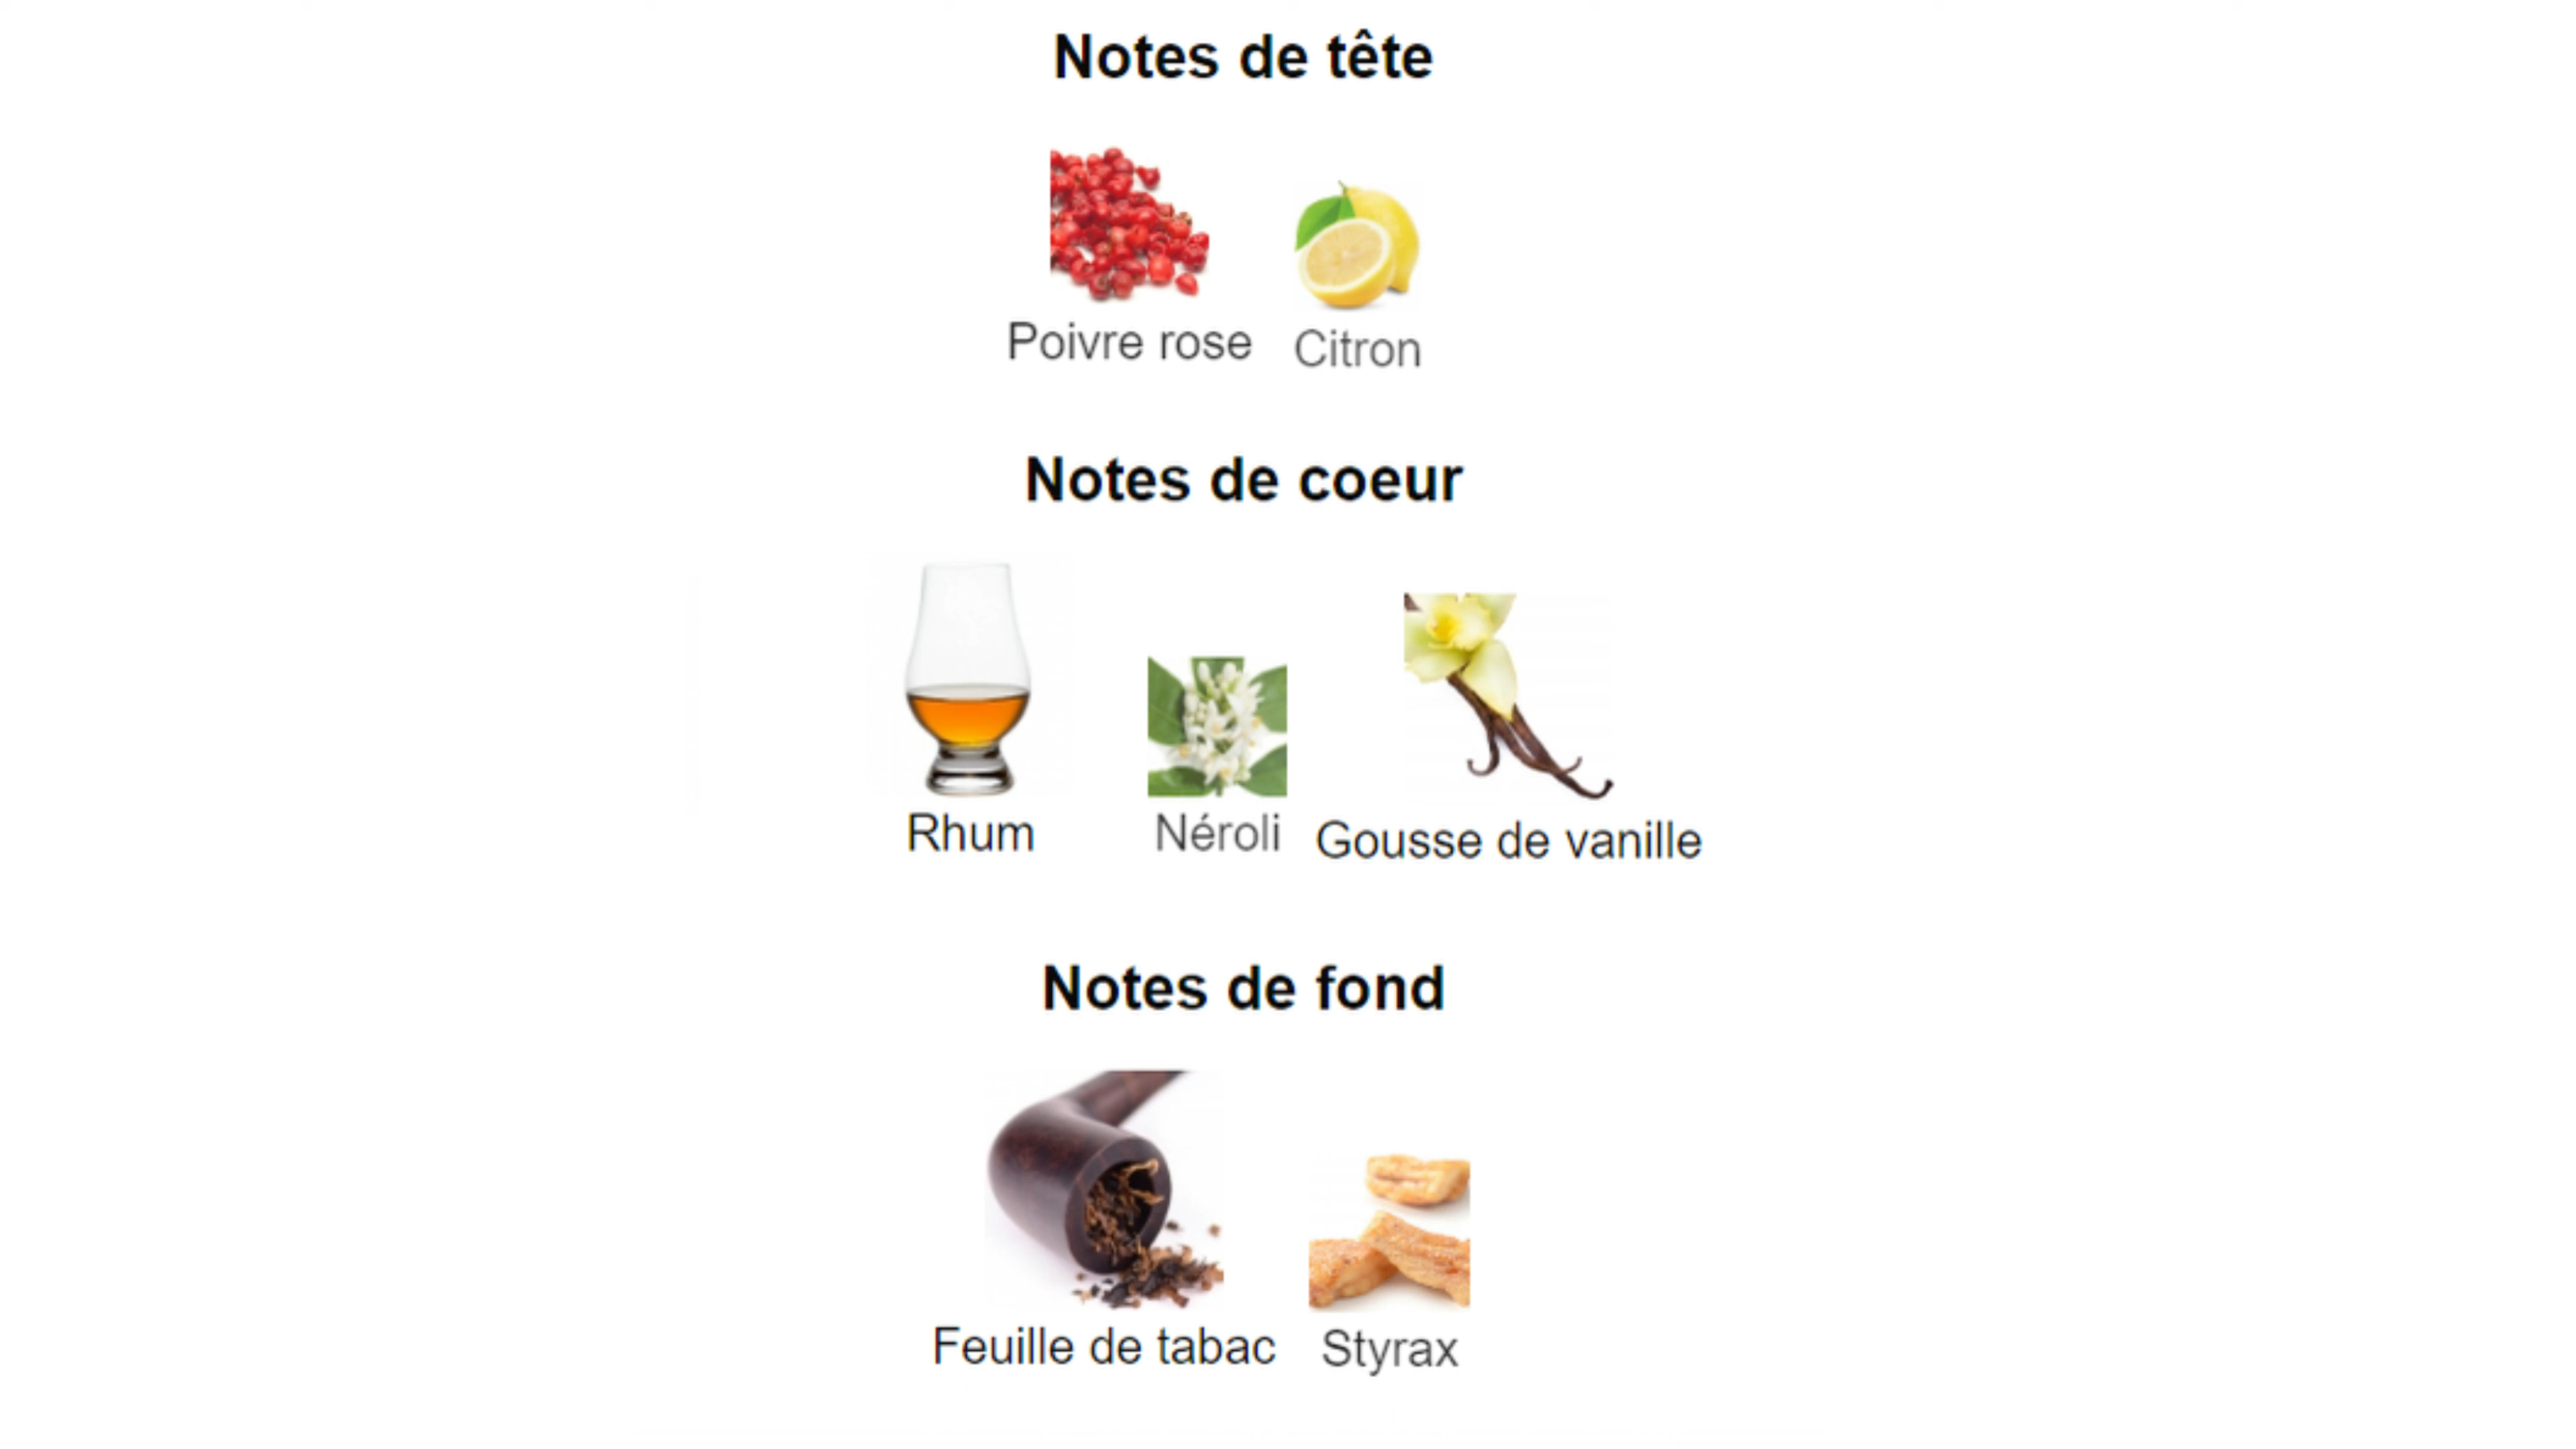 Notes de tête
Poivre rose Citron
Notes de coeur
Rhum Néroli Gousse de vanille
Notes de fond
Feuille de tabac Styrax